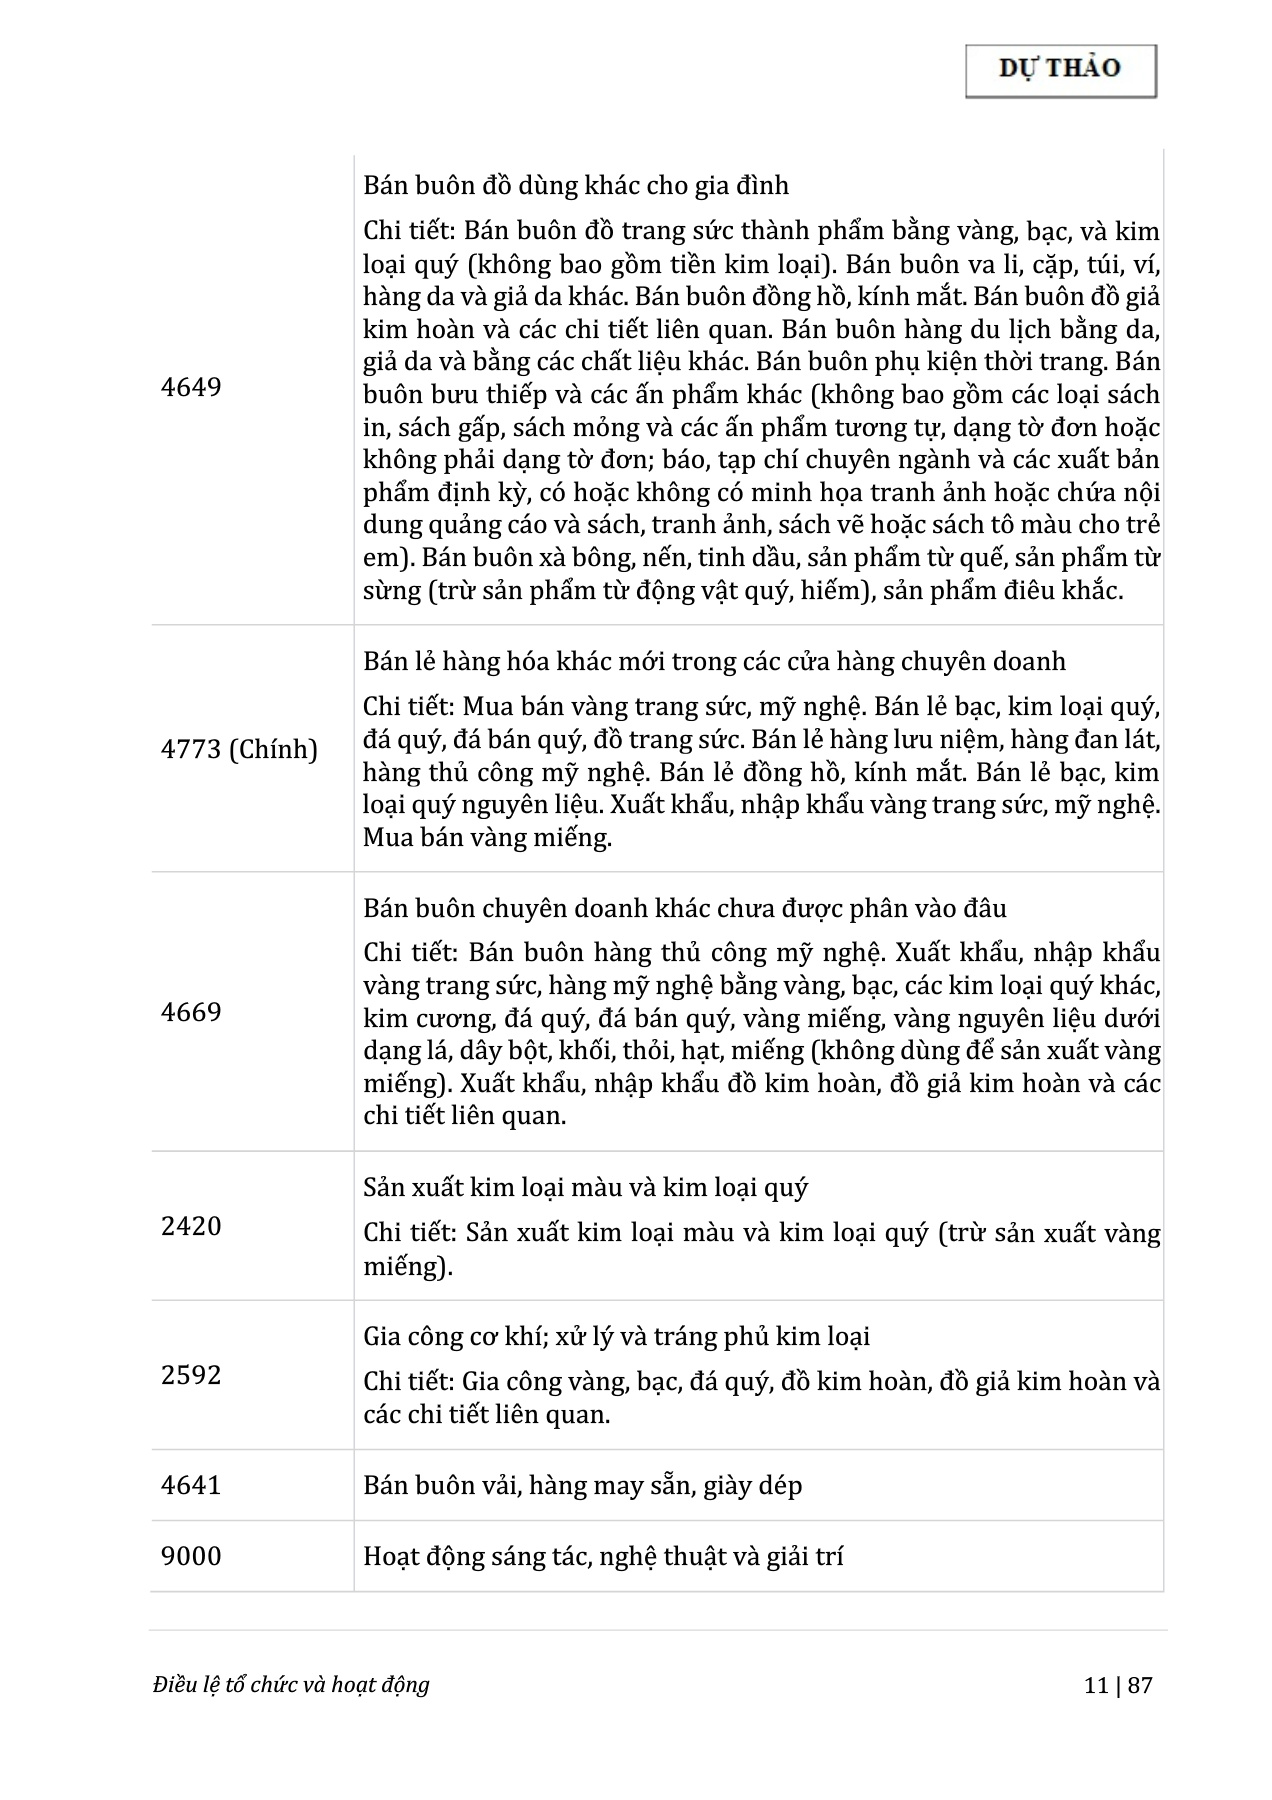 DỰ THẢO
Bán buôn đồ dùng khác cho gia đình
Chi tiết: Bán buôn đồ trang sức thành phẩm bằng vàng, bạc, và kim
loại quý (không bao gồm tiền kim loại). Bán buôn va li, cặp, túi, ví,
hàng da và giả da khác. Bán buôn đồng hồ, kính mắt. Bán buôn đồ giả
kim hoàn và các chi tiết liên quan. Bán buôn hàng du lịch bằng da,
giả da và bằng các chất liệu khác. Bán buôn phụ kiện thời trang. Bán
4649
buôn bưu thiếp và các ấn phẩm khác (không bao gồm các loại sách
in, sách gấp, sách mỏng và các ấn phẩm tương tự, dạng tờ đơn hoặc
không phải dạng tờ đơn; báo, tạp chí chuyên ngành và các xuất bản
phẩm định kỳ, có hoặc không có minh họa tranh ảnh hoặc chứa nội
dung quảng cáo và sách, tranh ảnh, sách vẽ hoặc sách tô màu cho trẻ
em). Bán buôn xà bông, nến, tinh dầu, sản phẩm từ quế, sản phẩm từ
sừng (trừ sản phẩm từ động vật quý, hiếm), sản phẩm điêu khắc.
Bán lẻ hàng hóa khác mới trong các cửa hàng chuyên doanh
Chi tiết: Mua bán vàng trang sức, mỹ nghệ. Bán lẻ bạc, kim loại quý,
đá quý, đá bán quý, đồ trang sức. Bán lẻ hàng lưu niệm, hàng đan lát,
4773 (Chính)
hàng thủ công mỹ nghệ. Bán lẻ đồng hồ, kính mắt. Bán lẻ bạc, kim
loại quý nguyên liệu. Xuất khẩu, nhập khẩu vàng trang sức, mỹ nghệ.
Mua bán vàng miếng.
Bán buôn chuyên doanh khác chưa được phân vào đâu
Chi tiết: Bán buôn hàng thủ công mỹ nghệ. Xuất khẩu, nhập khẩu
vàng trang sức, hàng mỹ nghệ bằng vàng, bạc, các kim loại quý khác,
4669
kim cương, đá quý, đá bán quý, vàng miếng, vàng nguyên liệu dưới
dạng lá, dây bột, khối, thỏi, hạt, miếng (không dùng để sản xuất vàng
miếng). Xuất khẩu, nhập khẩu đồ kim hoàn, đồ giả kim hoàn và các
chi tiết liên quan.
Sản xuất kim loại màu và kim loại quý
2420
Chi tiết: Sản xuất kim loại màu và kim loại quý (trừ sản xuất vàng
miếng).
Gia công cơ khí; xử lý và tráng phủ kim loại
2592
Chi tiết: Gia công vàng, bạc, đá quý, đồ kim hoàn, đồ giả kim hoàn và
các chi tiết liên quan.
4641
Bán buôn vải, hàng may sẵn, giày dép
9000
Hoạt động sáng tác, nghệ thuật và giải trí
Điều lệ tổ chức và hoạt động
11 | 87